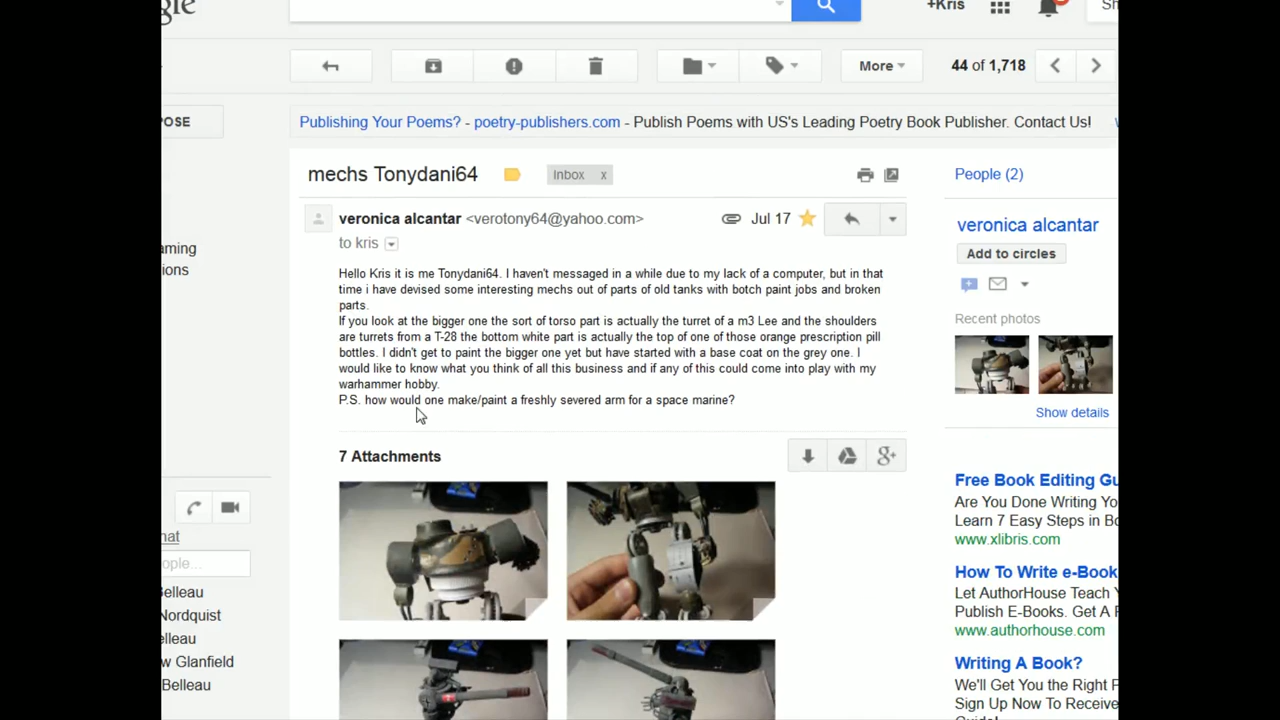 gle
+Kris
Sh
More
44 of 1,718
POSE
Publishing Your Poems? - poetry-publishers.com - Publish Poems with US's Leading Poetry Book Publisher. Contact Us!
mechs Tonydani64
Inbox x
People (2)
veronica alcantar <verotony64@yahoo.com>
Jul 17
veronica alcantar
to kris
Add to circles
aming
ions
Hello Kris it is me Tonydani64. I haven't messaged in a while due to my lack of a computer, but in that
time i have devised some interesting mechs out of parts of old tanks with botch paint jobs and broken
parts.
If you look at the bigger one the sort of torso part is actually the turret of a m3 Lee and the shoulders
are turrets from a T-28 the bottom white part is actually the top of one of those orange prescription pill
bottles. I didn't get to paint the bigger one yet but have started with a base coat on the grey one. I
would like to know what you think of all this business and if any of this could come into play with my
warhammer hobby.
P.S. how would one make/paint a freshly severed arm for a space marine?
Recent photos
Show details
7 Attachments
g+
Free Book Editing Gu
Are You Done Writing Yo
Learn 7 Easy Steps in Bo
www.xlibris.com
hat
ople...
Belleau
Nordquist
elleau
w Glanfield
Belleau
How To Write e-Book
Let AuthorHouse Teach Y
Publish E-Books. Get A F
www.authorhouse.com
Writing A Book?
We'll Get You the Right P
Sign Up Now To Receive